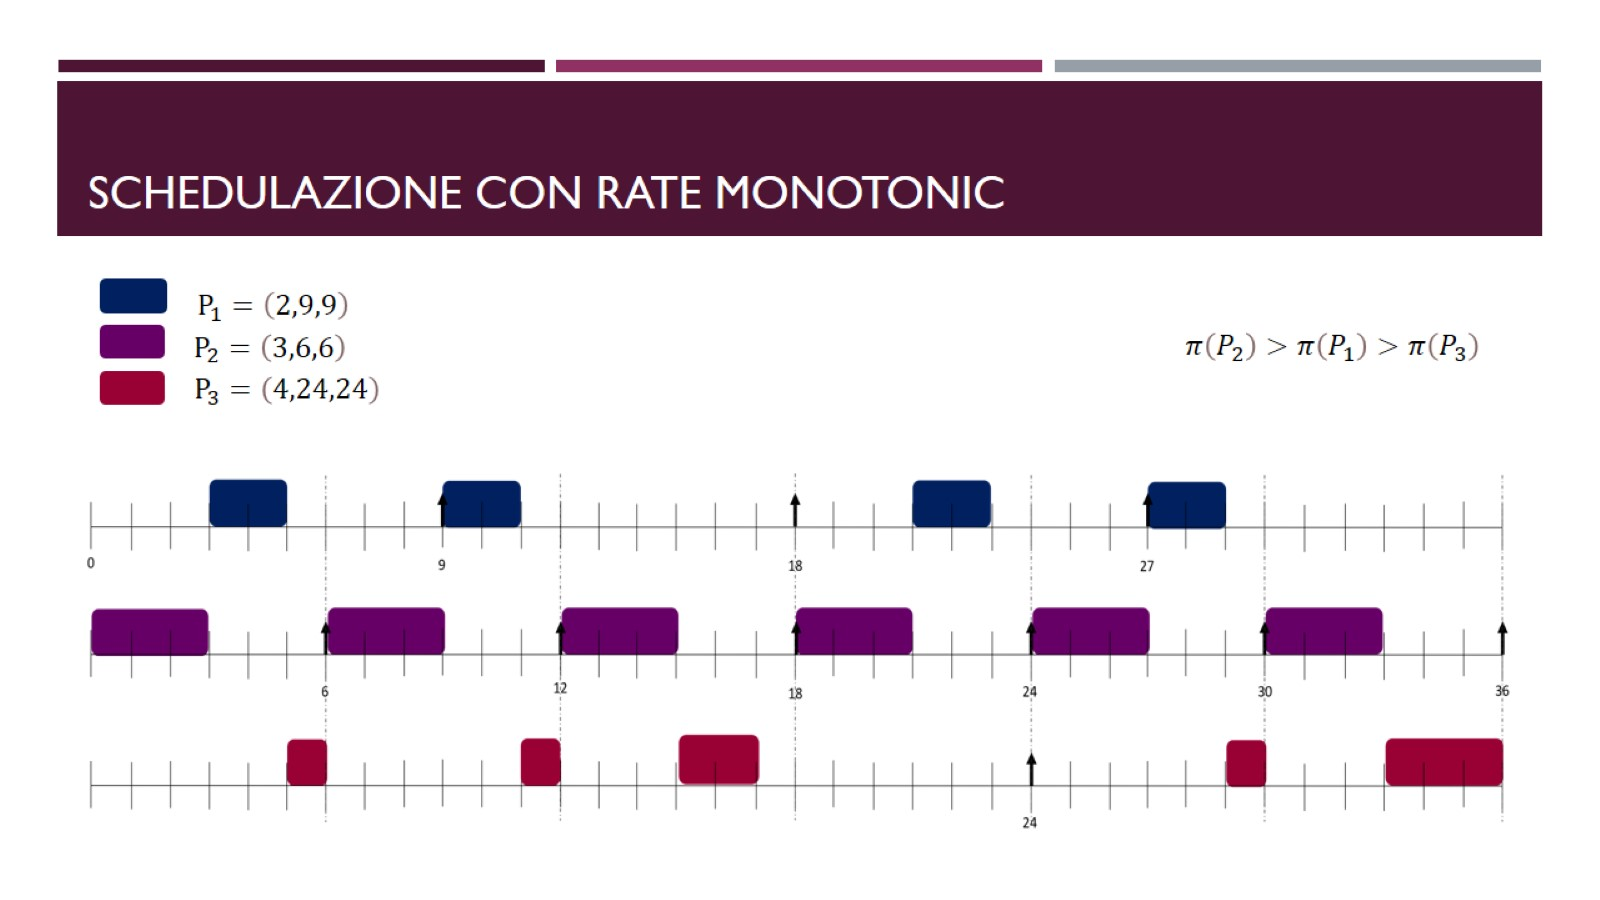 SCHEDULAZIONE CON RATE MONOTONIC
P₁ = (2,9,9)
P₂ = (3,6,6)
P₃ = (4,24,24)
π(P₂) > π(P₁) > π(P₃)
0 9 18 27
6 12 18 24 30 36
24